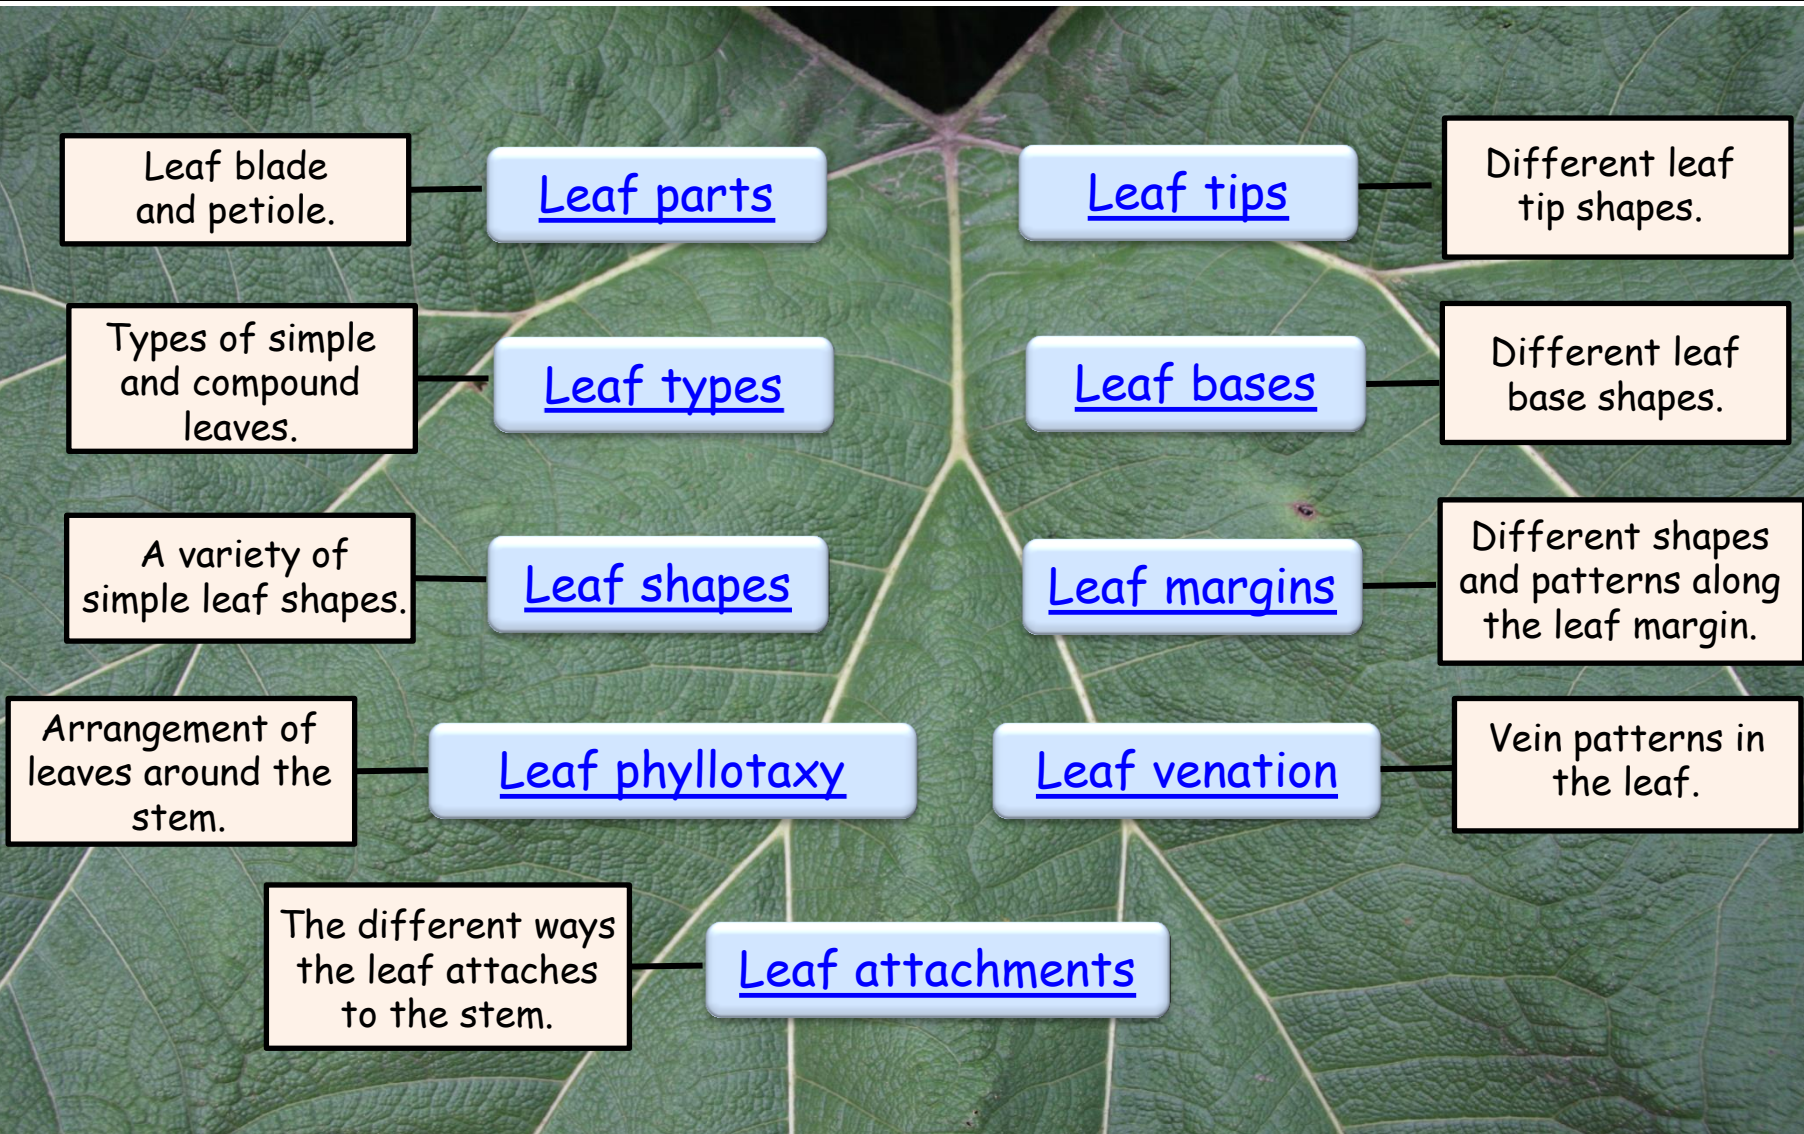 Leaf blade
and petiole.
Leaf parts
Leaf tips
Different leaf
tip shapes.
Types of simple
and compound
leaves.
Leaf types
Leaf bases
Different leaf
base shapes.
A variety of
simple leaf shapes.
Leaf shapes
Leaf margins
Different shapes
and patterns along
the leaf margin.
Arrangement of
leaves around the
stem.
Leaf phyllotaxy
Leaf venation
Vein patterns in
the leaf.
The different ways
the leaf attaches
to the stem.
Leaf attachments